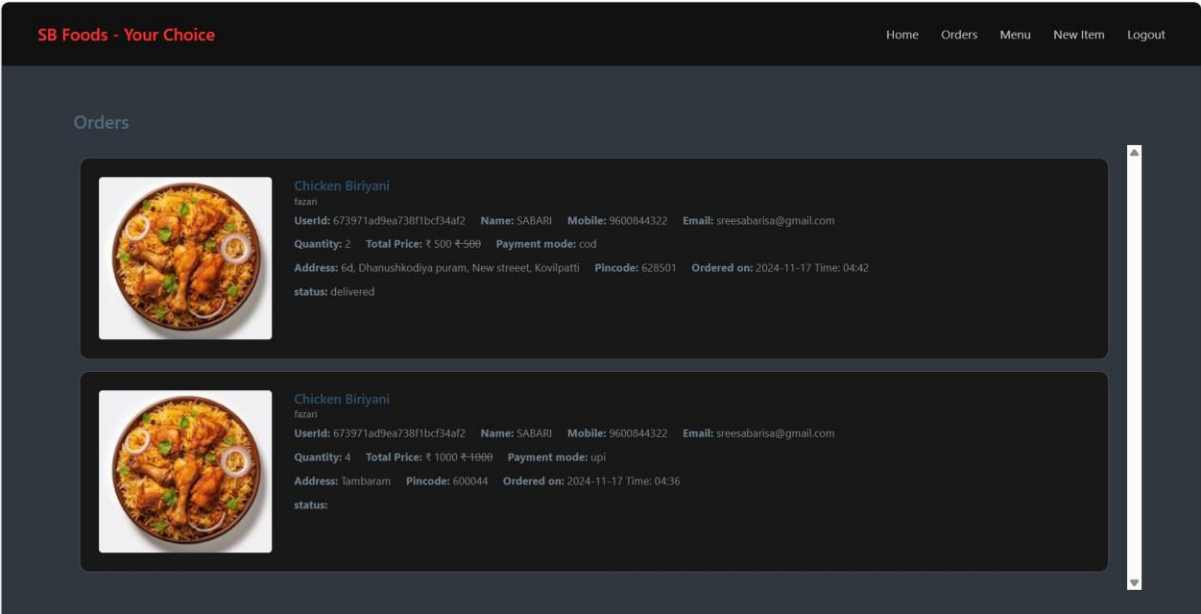 SB Foods - Your Choice
Home Orders Menu New Item Logout
Orders
Chicken Biriyani
fazari
UserId: 673971ad9ea738f1bcf34af2 Name: SABARI Mobile: 9600844322 Email: sreesabarisa@gmail.com
Quantity: 2 Total Price: ₹ 500 ₹ 500 Payment mode: cod
Address: 6d, Dhanushkodiya puram, New streeet, Kovilpatti Pincode: 628501 Ordered on: 2024-11-17 Time: 04:42
status: delivered
Chicken Biriyani
fazari
UserId: 673971ad9ea738f1bcf34af2 Name: SABARI Mobile: 9600844322 Email: sreesabarisa@gmail.com
Quantity: 4 Total Price: ₹ 1000 ₹ 1000 Payment mode: upi
Address: Tambaram Pincode: 600044 Ordered on: 2024-11-17 Time: 04:36
status: